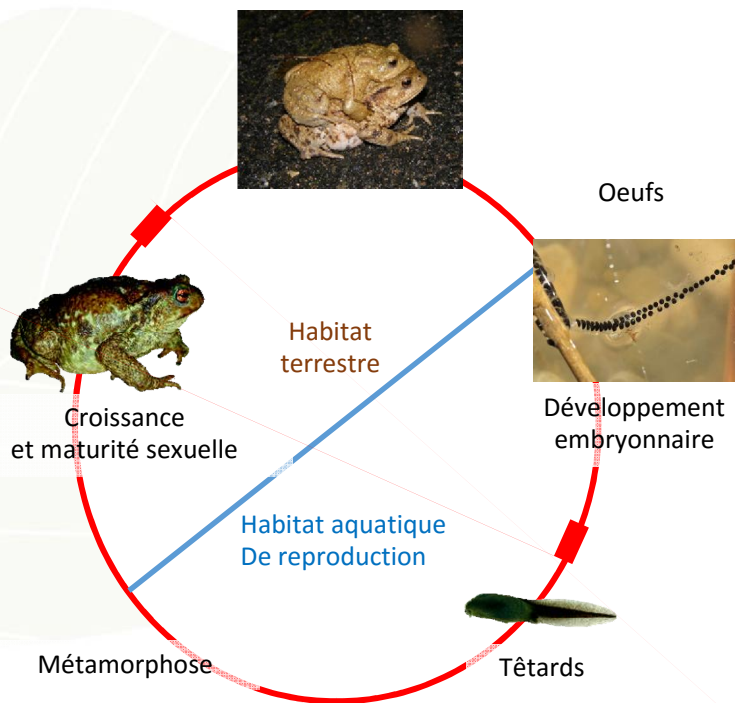 Oeufs
Habitat
terrestre
Développement
embryonnaire
Croissance
et maturité sexuelle
Habitat aquatique
De reproduction
Métamorphose
Têtards